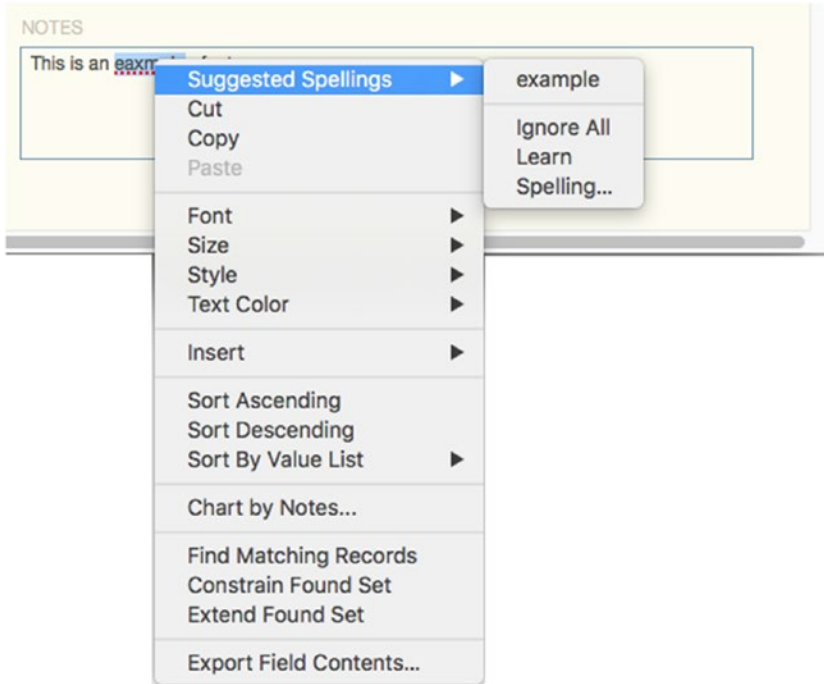 NOTES
This is an
Suggested Spellings
Cut
Copy
Paste
Font
Size
Style
Text Color
Insert
Sort Ascending
Sort Descending
Sort By Value List
Chart by Notes...
Find Matching Records
Constrain Found Set
Extend Found Set
Export Field Contents...
example
Ignore All
Learn
Spelling...